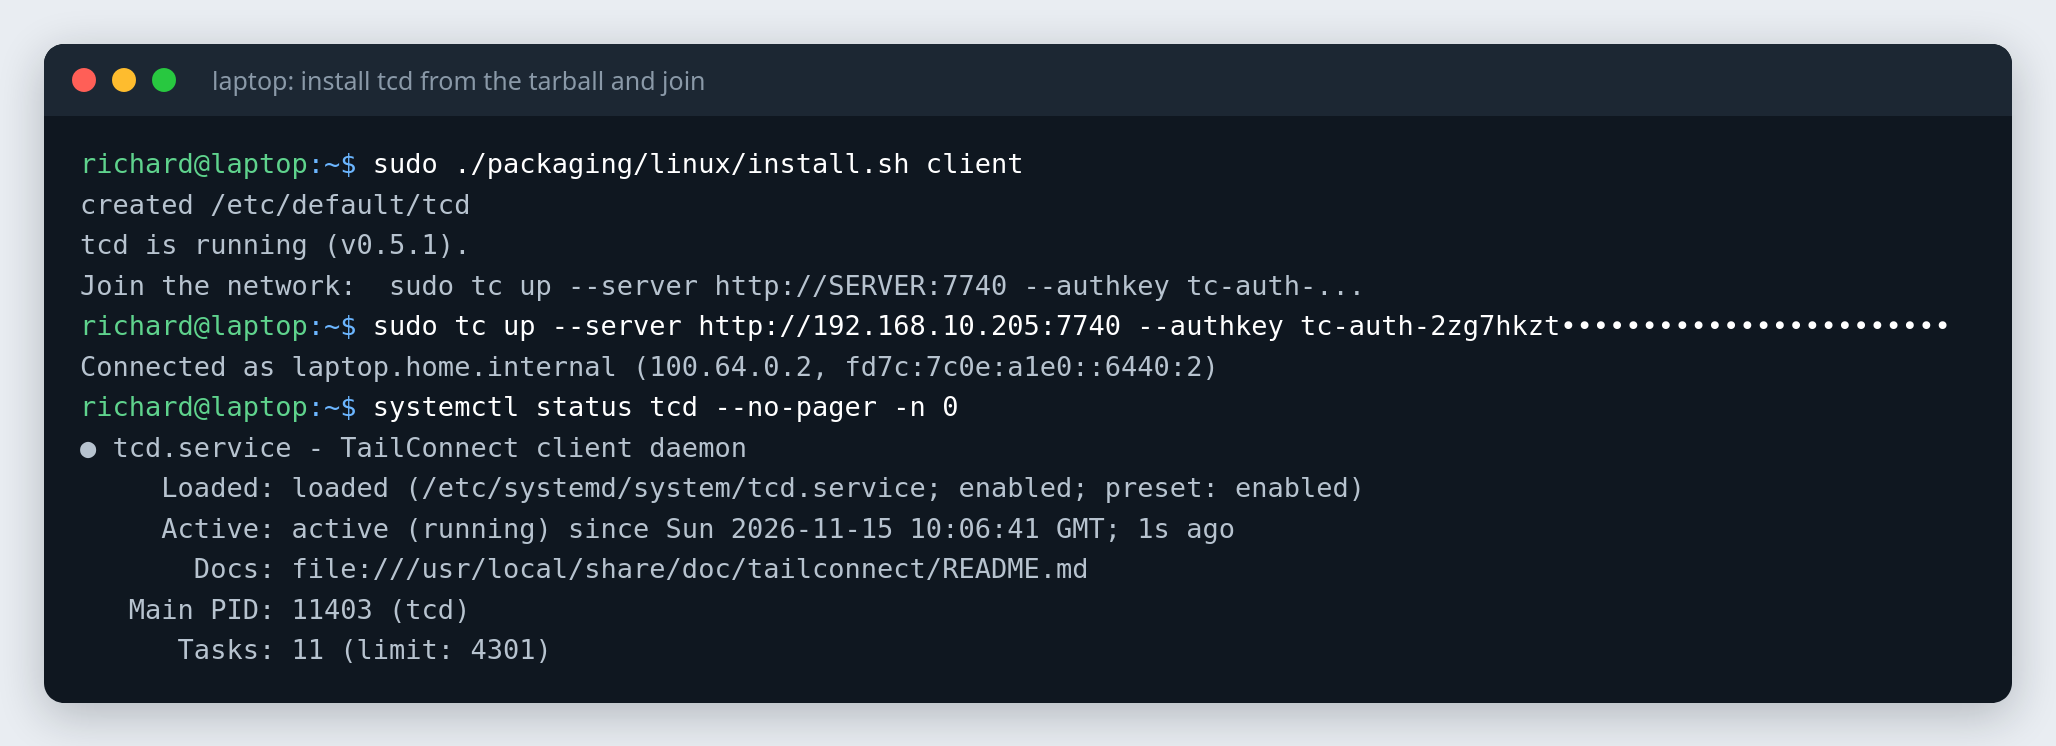 laptop: install tcd from the tarball and join
richard@laptop:~$ sudo ./packaging/linux/install.sh client
created /etc/default/tcd
tcd is running (v0.5.1).
Join the network:  sudo tc up --server http://SERVER:7740 --authkey tc-auth-...
richard@laptop:~$ sudo tc up --server http://192.168.10.205:7740 --authkey tc-auth-2zg7hkzt••••••••••••••••••••••••
Connected as laptop.home.internal (100.64.0.2, fd7c:7c0e:a1e0::6440:2)
richard@laptop:~$ systemctl status tcd --no-pager -n 0
● tcd.service - TailConnect client daemon
     Loaded: loaded (/etc/systemd/system/tcd.service; enabled; preset: enabled)
     Active: active (running) since Sun 2026-11-15 10:06:41 GMT; 1s ago
       Docs: file:///usr/local/share/doc/tailconnect/README.md
   Main PID: 11403 (tcd)
      Tasks: 11 (limit: 4301)